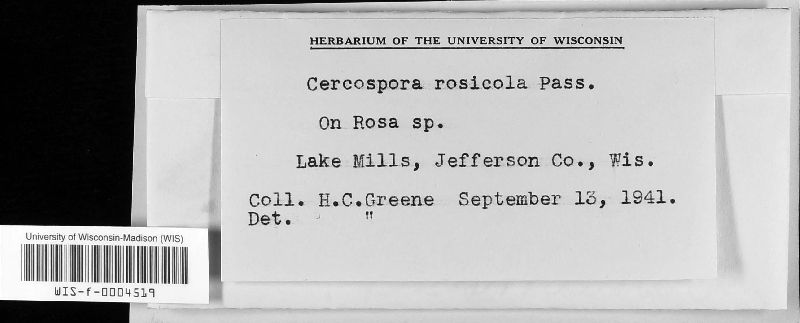 HERBARIUM OF THE UNIVERSITY OF WISCONSIN
Cercospora rosicola Pass.
On Rosa sp.
Lake Mills, Jefferson Co., Wis.
Coll. H.C.Greene September 13, 1941.
Det. "
University of Wisconsin-Madison (WIS)
WIS-f-0004519